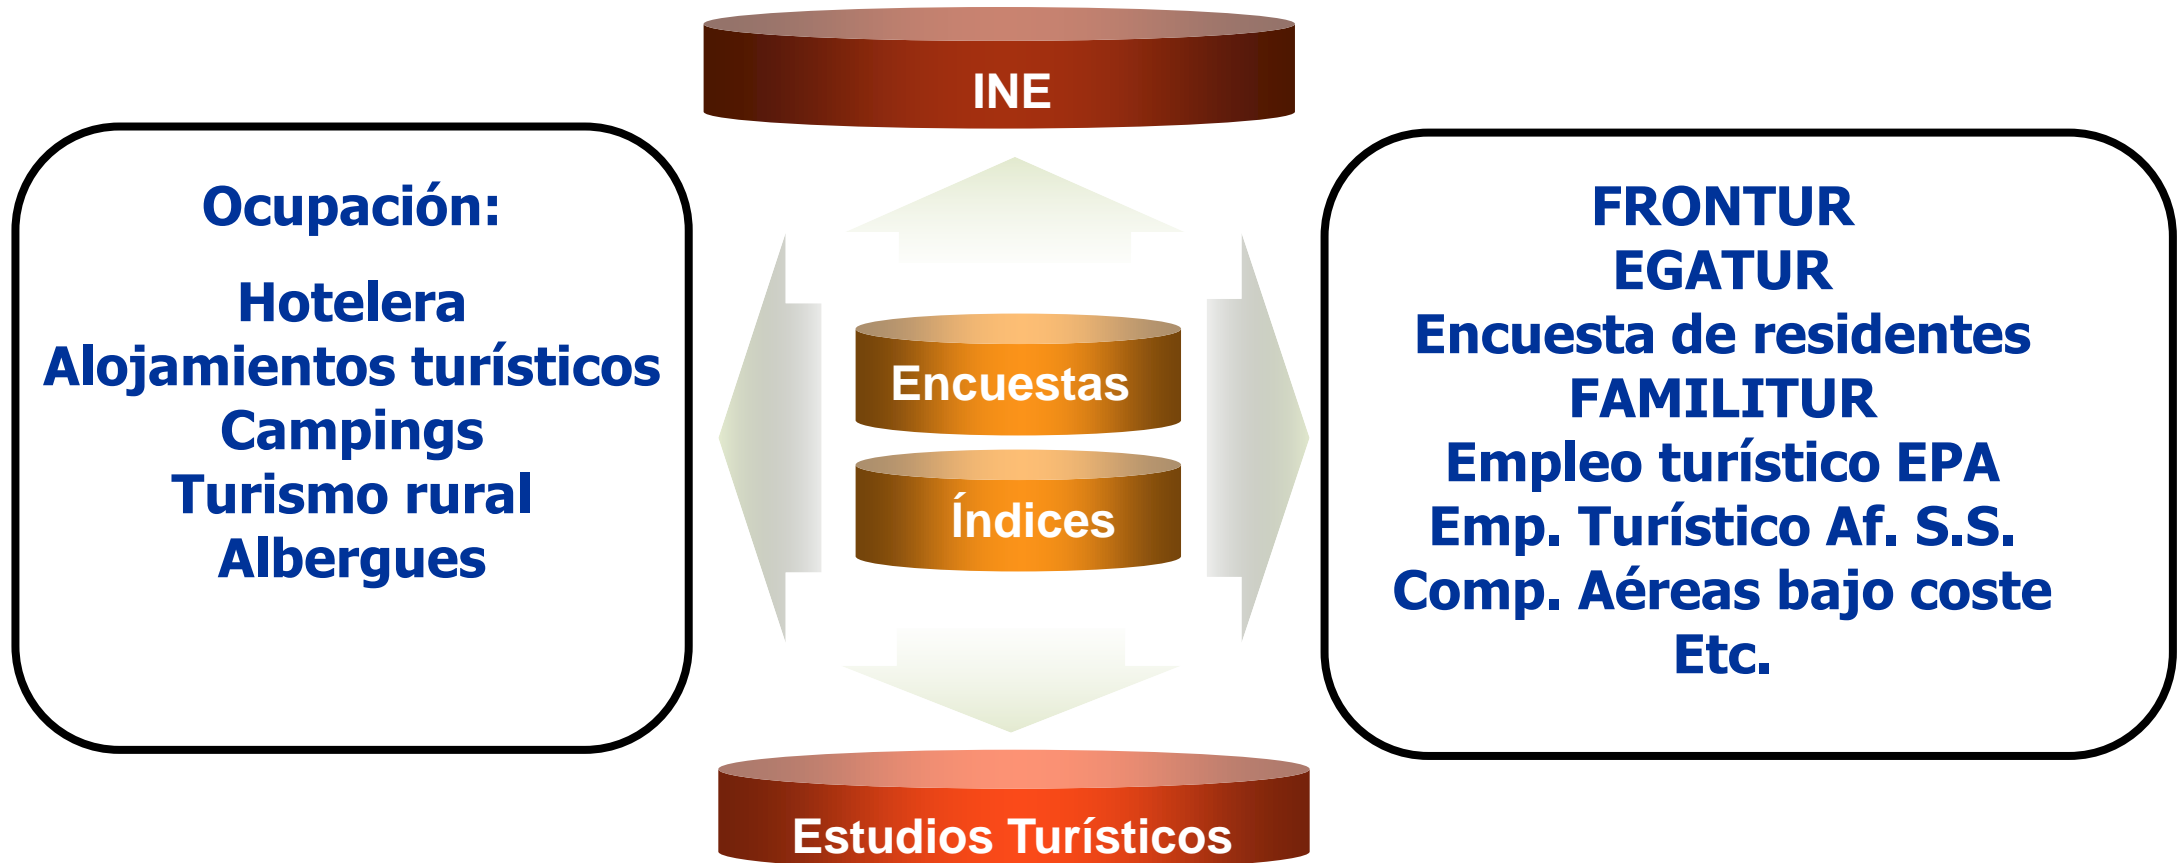 INE
Ocupación:
Hotelera
Alojamientos turísticos
Campings
Turismo rural
Albergues
Encuestas
Índices
FRONTUR
EGATUR
Encuesta de residentes
FAMILITUR
Empleo turístico EPA
Emp. Turístico Af. S.S.
Comp. Aéreas bajo coste
Etc.
Estudios Turísticos